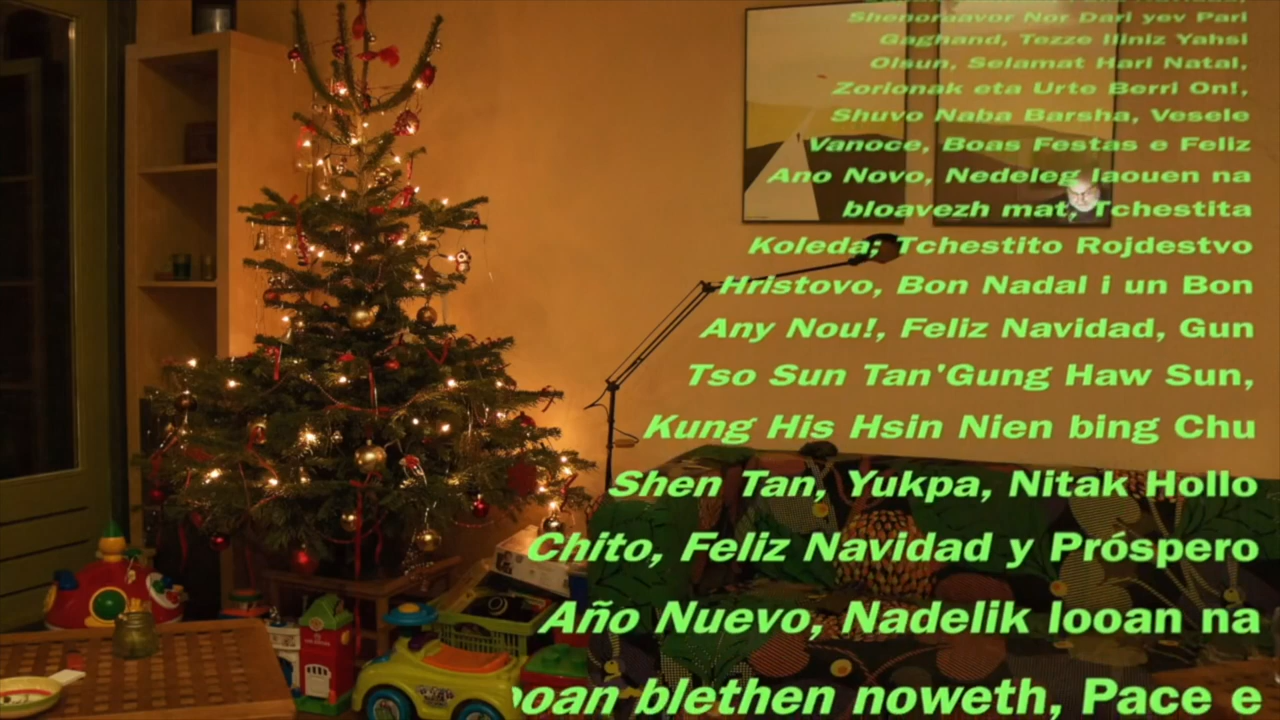 Shenoraavor Nor Dari yev Pari
Gaghand, Tezze Iliniz Yahsi
Olsun, Selamat Hari Natal,
Zorionak eta Urte Berri On!,
Shuvo Naba Barsha, Vesele
Vanoce, Boas Festas e Feliz
Ano Novo, Nedeleg laouen na
bloavezh mat, Tchestita
Koleda; Tchestito Rojdestvo
Hristovo, Bon Nadal i un Bon
Any Nou!, Feliz Navidad, Gun
Tso Sun Tan'Gung Haw Sun,
Kung His Hsin Nien bing Chu
Shen Tan, Yukpa, Nitak Hollo
Chito, Feliz Navidad y Próspero
Año Nuevo, Nadelik looan na
looan blethen noweth, Pace e